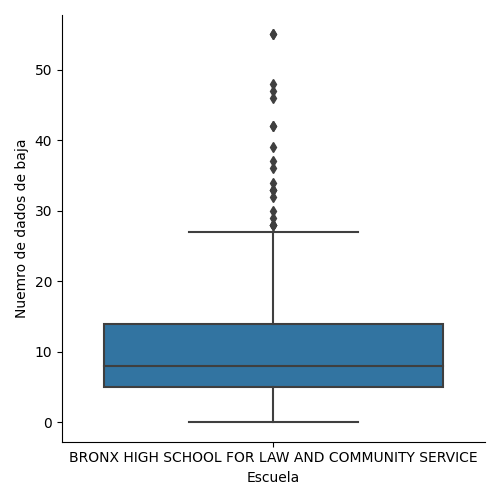 50
40
30
20
10
0
Nuemro de dados de baja
BRONX HIGH SCHOOL FOR LAW AND COMMUNITY SERVICE
Escuela